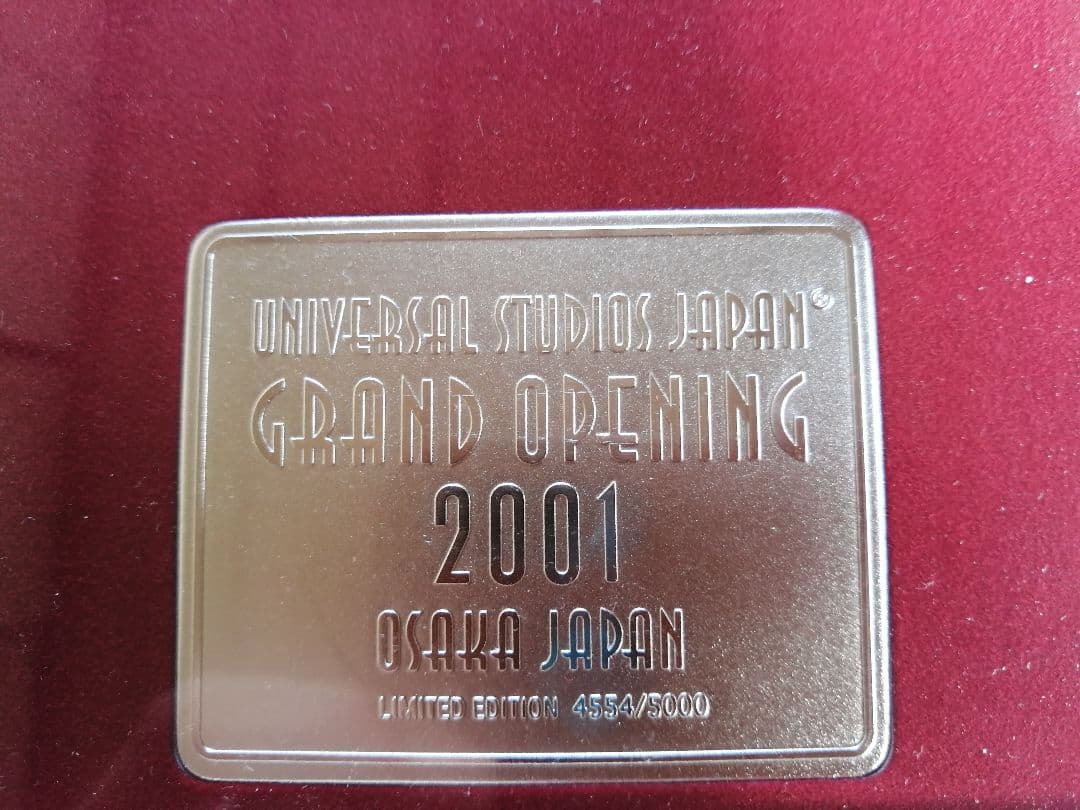 UNIVERSAL STUDIOS JAPAN®
GRAND OPENING
2001
OSAKA JAPAN
LIMITED EDITION 4554/5000